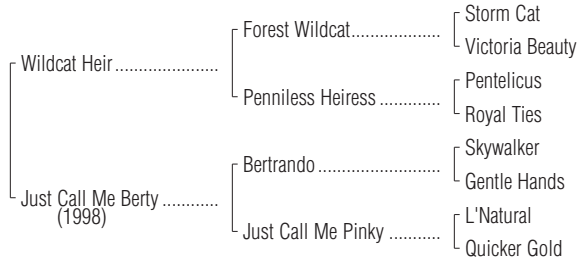 Storm Cat
Forest Wildcat....................
Victoria Beauty
Wildcat Heir .......................
Pentelicus
Penniless Heiress .............
Royal Ties
Skywalker
Bertrando ...........................
Gentle Hands
Just Call Me Berty ............
(1998)
L'Natural
Just Call Me Pinky ...........
Quicker Gold